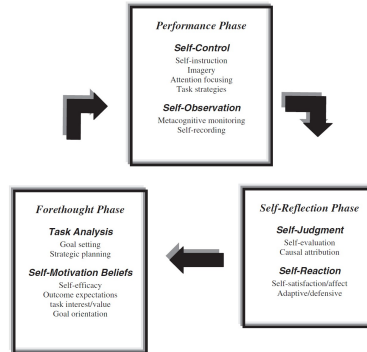 Performance Phase
Self-Control
Self-instruction
Imagery
Attention focusing
Task strategies
Self-Observation
Metacognitive monitoring
Self-recording
Forethought Phase
Task Analysis
Goal setting
Strategic planning
Self-Motivation Beliefs
Self-efficacy
Outcome expectations
task interest/value
Goal orientation
Self-Reflection Phase
Self-Judgment
Self-evaluation
Causal attribution
Self-Reaction
Self-satisfaction/affect
Adaptive/defensive